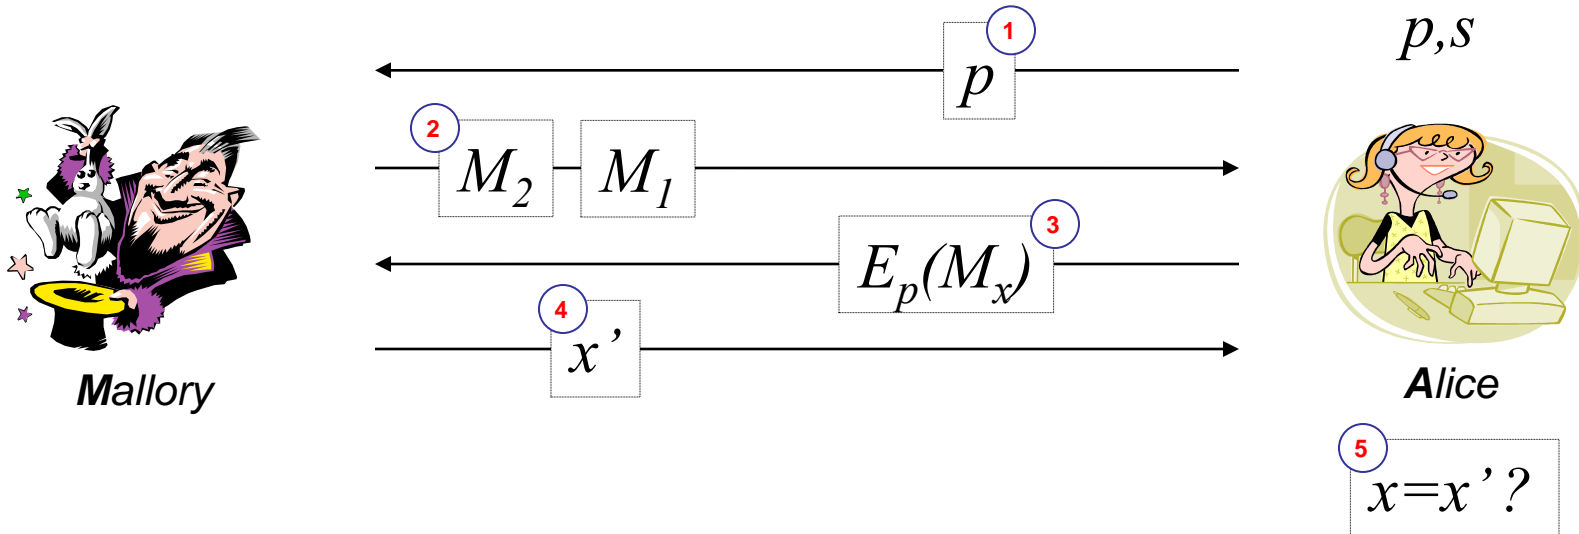 1
p,s
p
2
M2 M1
3
Ep(Mx)
4
x’
Mallory
Alice
5
x=x’?